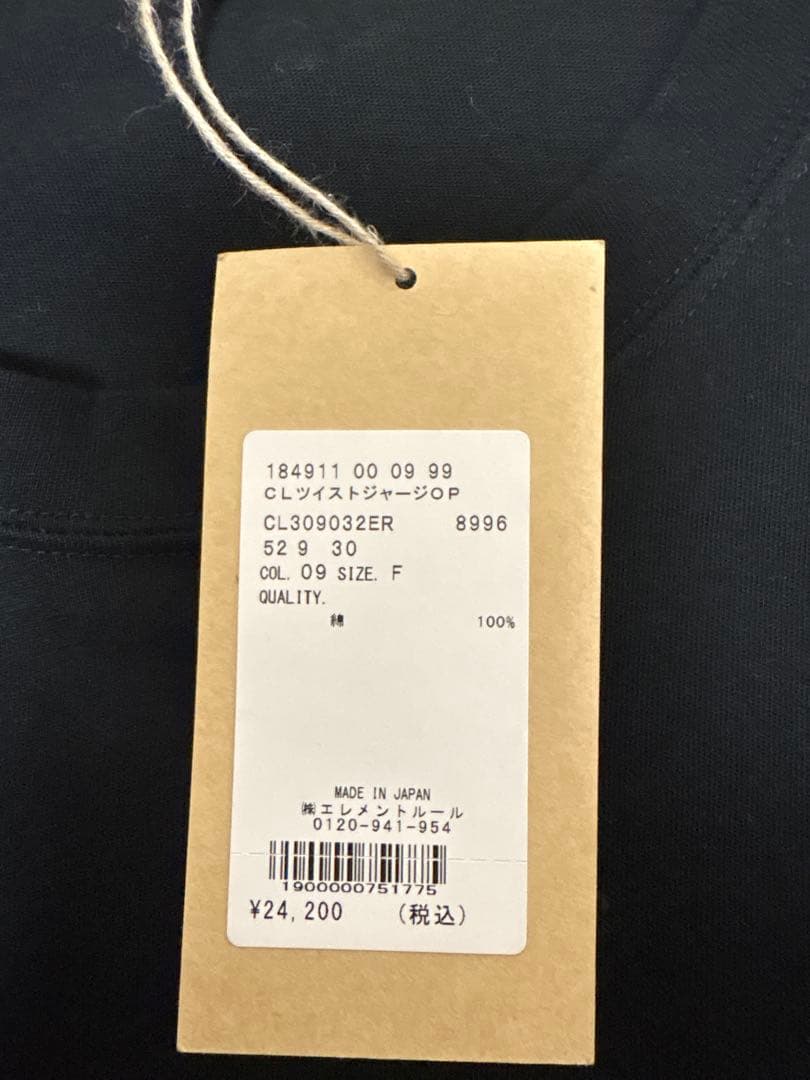 184911 00 09 99
CLツイストジャージOP
CL309032ER 8996
52 9 30
COL. 09 SIZE. F
QUALITY.
綿 100%
MADE IN JAPAN
㈱エレメントルール
0120-941-954
1900000751775
¥24,200 (税込)